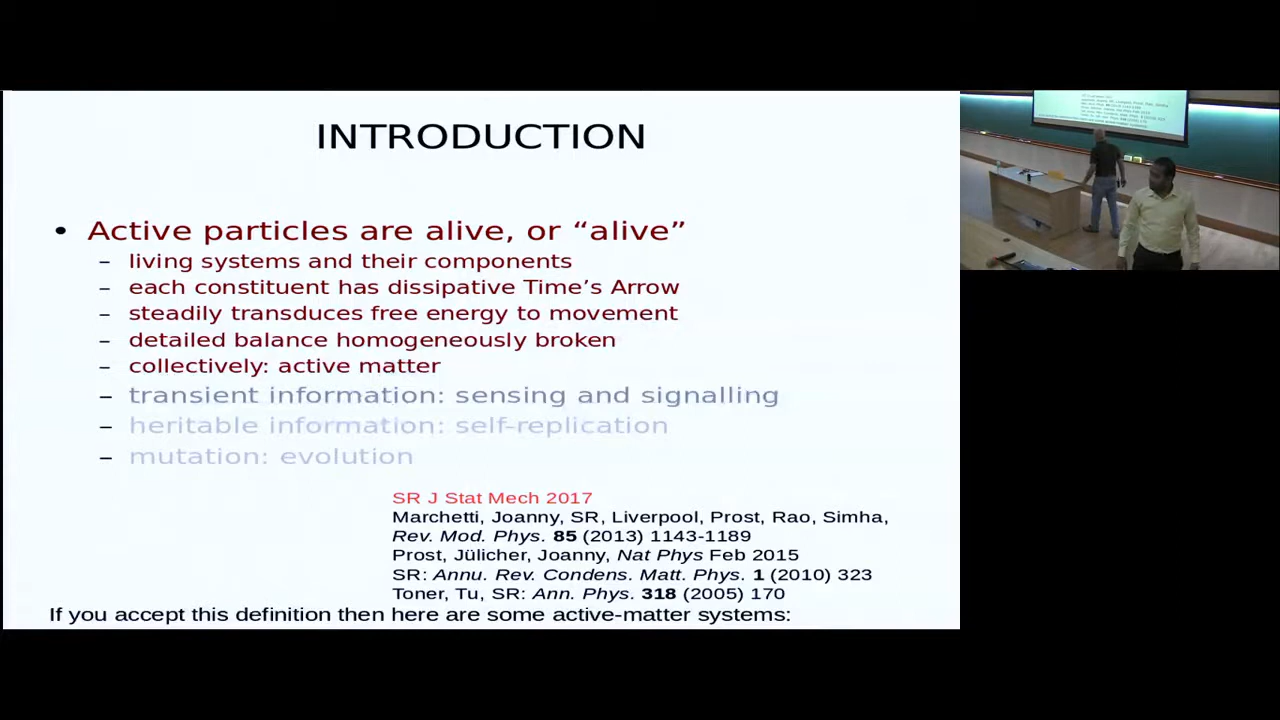 INTRODUCTION
• Active particles are alive, or “alive”
– living systems and their components
– each constituent has dissipative Time’s Arrow
– steadily transduces free energy to movement
– detailed balance homogeneously broken
– collectively: active matter
– transient information: sensing and signalling
– heritable information: self-replication
– mutation: evolution
SR J Stat Mech 2017
Marchetti, Joanny, SR, Liverpool, Prost, Rao, Simha,
Rev. Mod. Phys. 85 (2013) 1143-1189
Prost, Jülicher, Joanny, Nat Phys Feb 2015
SR: Annu. Rev. Condens. Matt. Phys. 1 (2010) 323
Toner, Tu, SR: Ann. Phys. 318 (2005) 170
If you accept this definition then here are some active-matter systems: